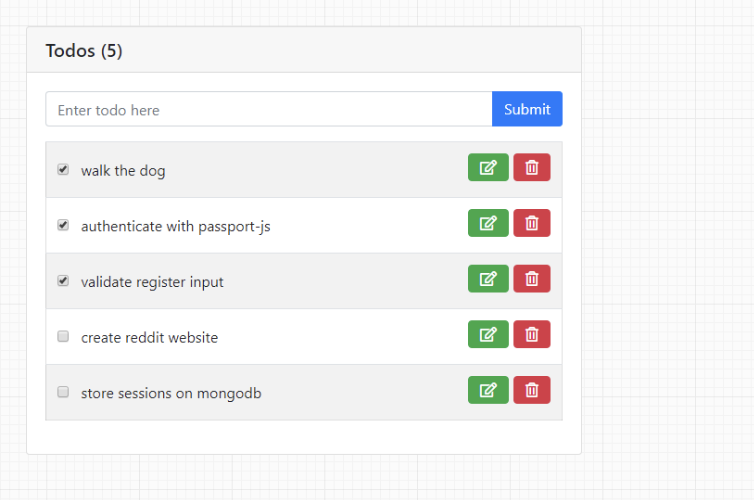 Todos (5)
Enter todo here
Submit
walk the dog
authenticate with passport-js
validate register input
create reddit website
store sessions on mongodb